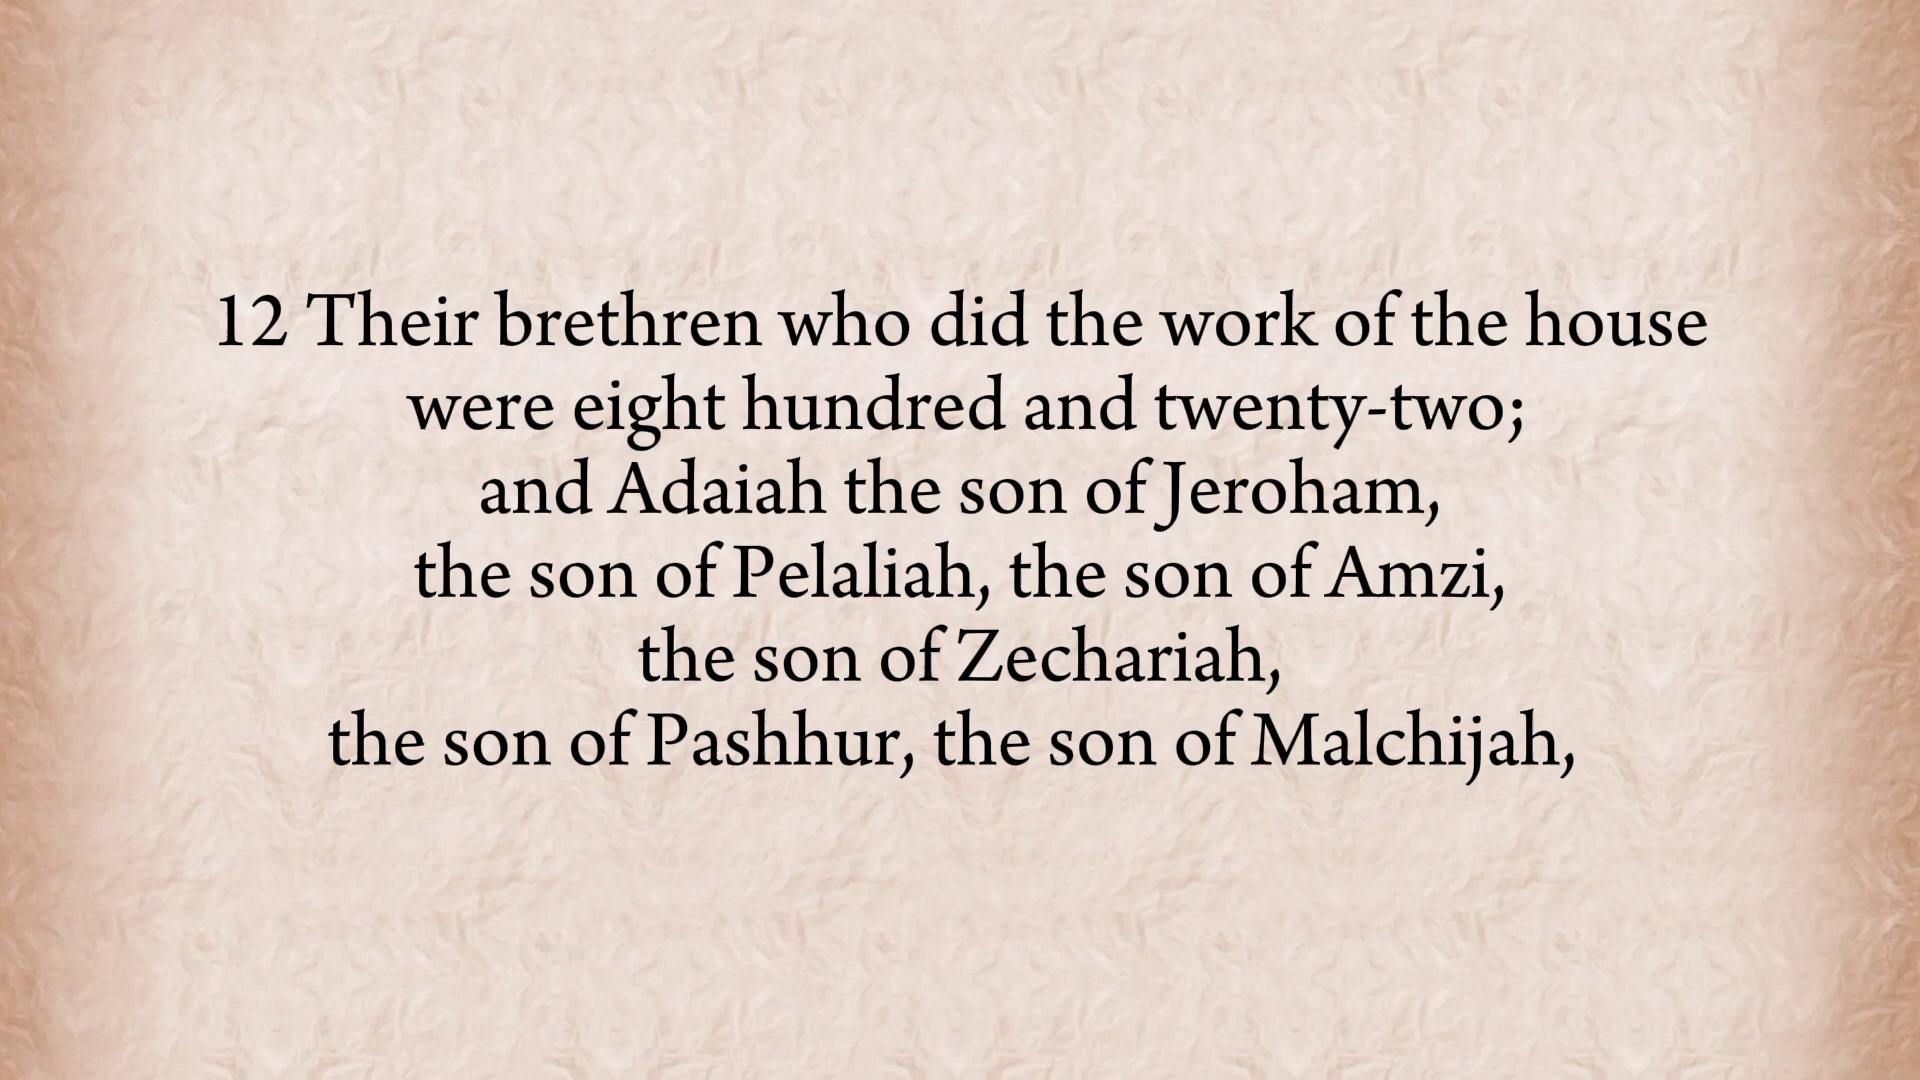 12 Their brethren who did the work of the house
were eight hundred and twenty-two;
and Adaiah the son of Jeroham,
the son of Pelaliah, the son of Amzi,
the son of Zechariah,
the son of Pashhur, the son of Malchijah,